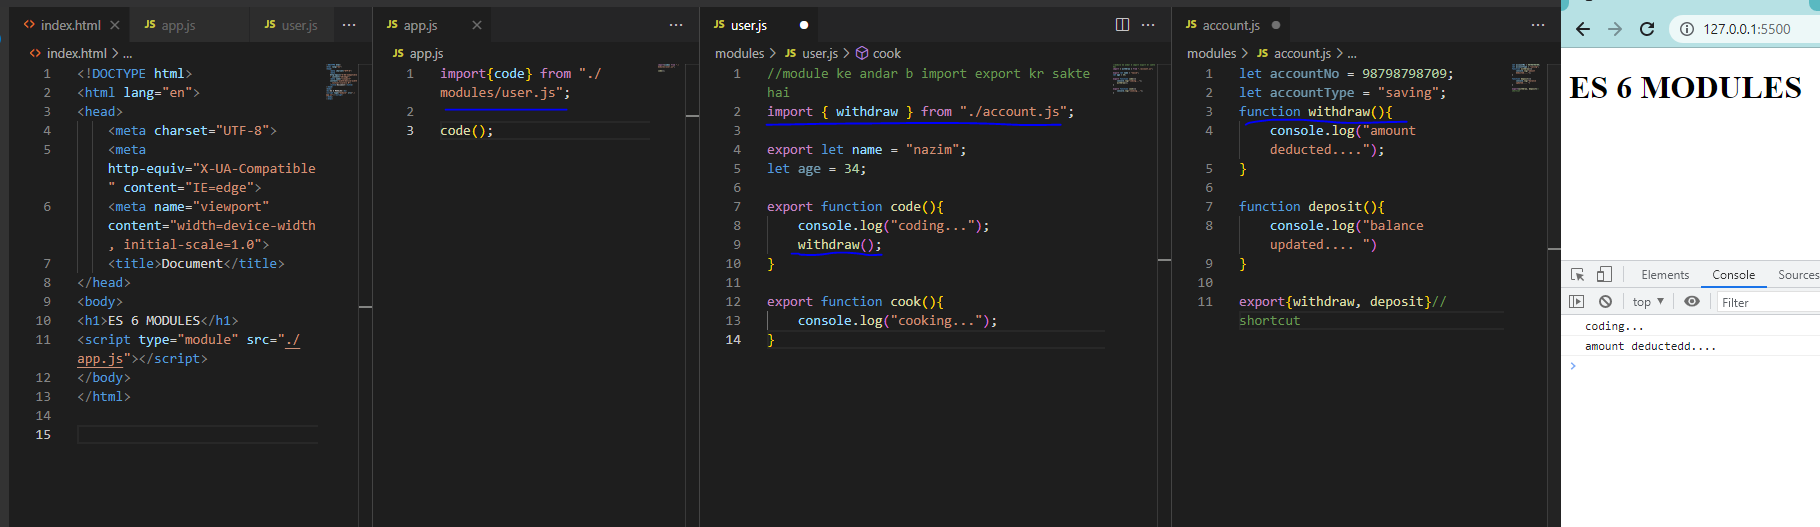 index.html
app.js
user.js
index.html > ...
1 <!DOCTYPE html>
2 <html lang="en">
3 <head>
4 <meta charset="UTF-8">
5 <meta
http-equiv="X-UA-Compatible
" content="IE=edge">
6 <meta name="viewport"
content="width=device-width
, initial-scale=1.0">
7 <title>Document</title>
8 </head>
9 <body>
10 <h1>ES 6 MODULES</h1>
11 <script type="module" src="./
app.js"></script>
12 </body>
13 </html>
14
15
JS app.js
JS app.js
1 import{code} from "./
modules/user.js";
2
3 code();
JS user.js
modules > JS user.js > cook
1 //module ke andar b import export kr sakte
hai
2 import { withdraw } from "./account.js";
3
4 export let name = "nazim";
5 let age = 34;
6
7 export function code(){
8 console.log("coding...");
9 withdraw();
10 }
11
12 export function cook(){
13 console.log("cooking...");
14 }
JS account.js
modules > JS account.js > ...
1 let accountNo = 98798798709;
2 let accountType = "saving";
3 function withdraw(){
4 console.log("amount
deducted....");
5 }
6
7 function deposit(){
8 console.log("balance
updated.... ")
9 }
10
11 export{withdraw, deposit}//
shortcut
127.0.0.1:5500
ES 6 MODULES
Elements Console Sources
top Filter
coding...
amount deductedd....